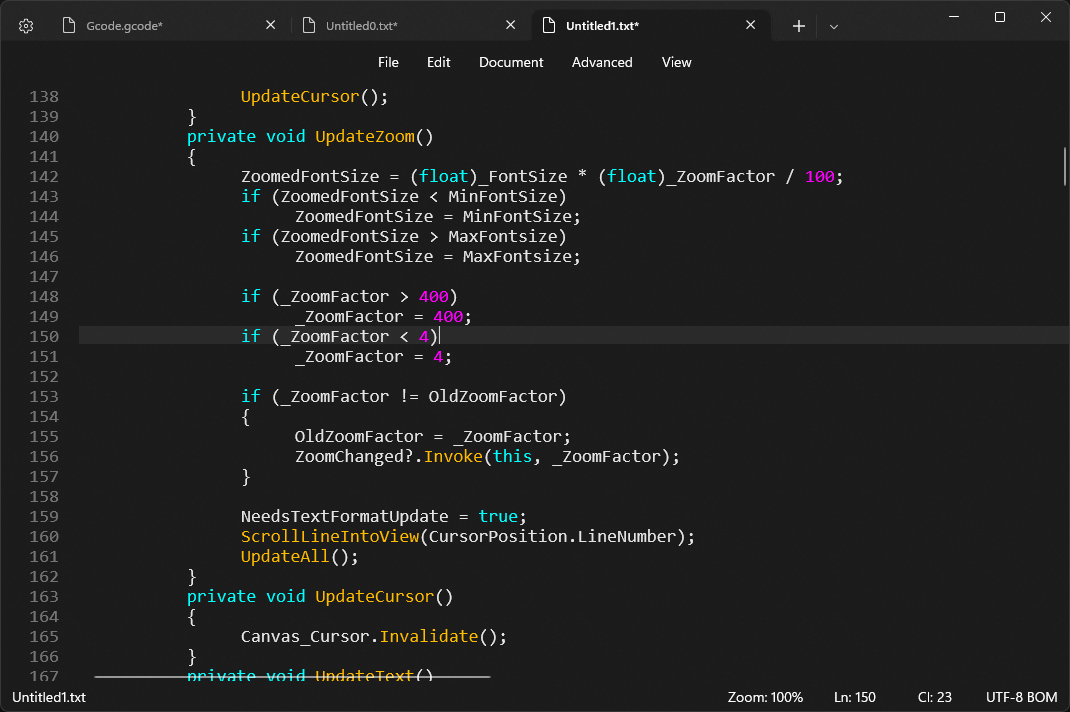 Gcode.gcode* Untitled0.txt* Untitled1.txt*
File Edit Document Advanced View
138 UpdateCursor();
139 }
140 private void UpdateZoom()
141 {
142 ZoomedFontSize = (float)_FontSize * (float)_ZoomFactor / 100;
143 if (ZoomedFontSize < MinFontSize)
144 ZoomedFontSize = MinFontSize;
145 if (ZoomedFontSize > MaxFontsize)
146 ZoomedFontSize = MaxFontsize;
147
148 if (_ZoomFactor > 400)
149 _ZoomFactor = 400;
150 if (_ZoomFactor < 4)
151 _ZoomFactor = 4;
152
153 if (_ZoomFactor != OldZoomFactor)
154 {
155 OldZoomFactor = _ZoomFactor;
156 ZoomChanged?.Invoke(this, _ZoomFactor);
157 }
158
159 NeedsTextFormatUpdate = true;
160 ScrollLineIntoView(CursorPosition.LineNumber);
161 UpdateAll();
162 }
163 private void UpdateCursor()
164 {
165 Canvas_Cursor.Invalidate();
166 }
167 private void UpdateText()
Untitled1.txt Zoom: 100% Ln: 150 Cl: 23 UTF-8 BOM